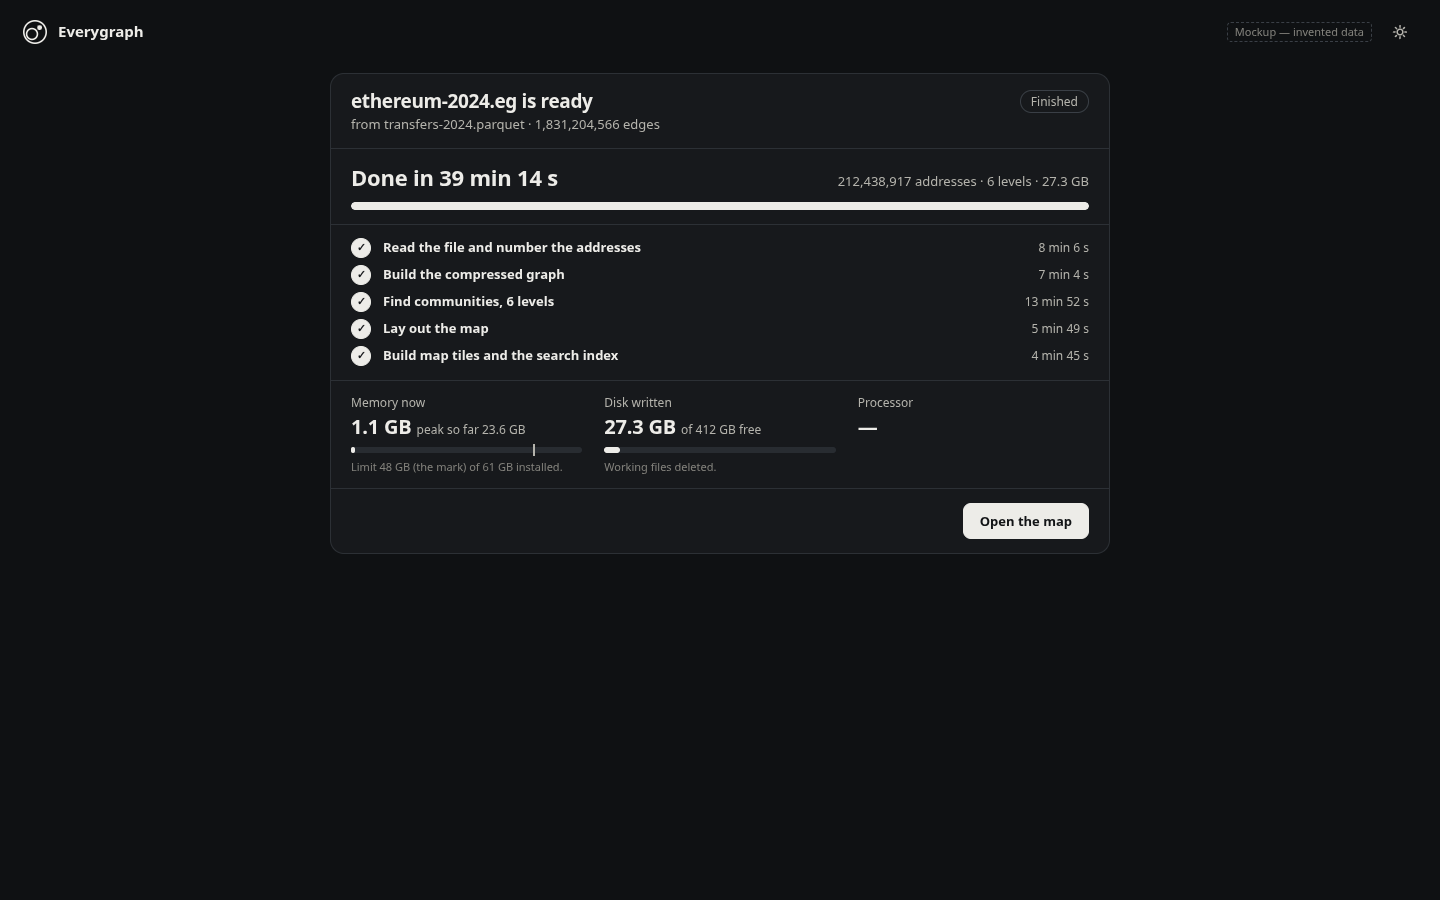 Everygraph
Mockup — invented data
ethereum-2024.eg is ready
Finished
from transfers-2024.parquet · 1,831,204,566 edges
Done in 39 min 14 s
212,438,917 addresses · 6 levels · 27.3 GB
✓ Read the file and number the addresses 8 min 6 s
✓ Build the compressed graph 7 min 4 s
✓ Find communities, 6 levels 13 min 52 s
✓ Lay out the map 5 min 49 s
✓ Build map tiles and the search index 4 min 45 s
Memory now
1.1 GB peak so far 23.6 GB
Limit 48 GB (the mark) of 61 GB installed.
Disk written
27.3 GB of 412 GB free
Working files deleted.
Processor
—
Open the map